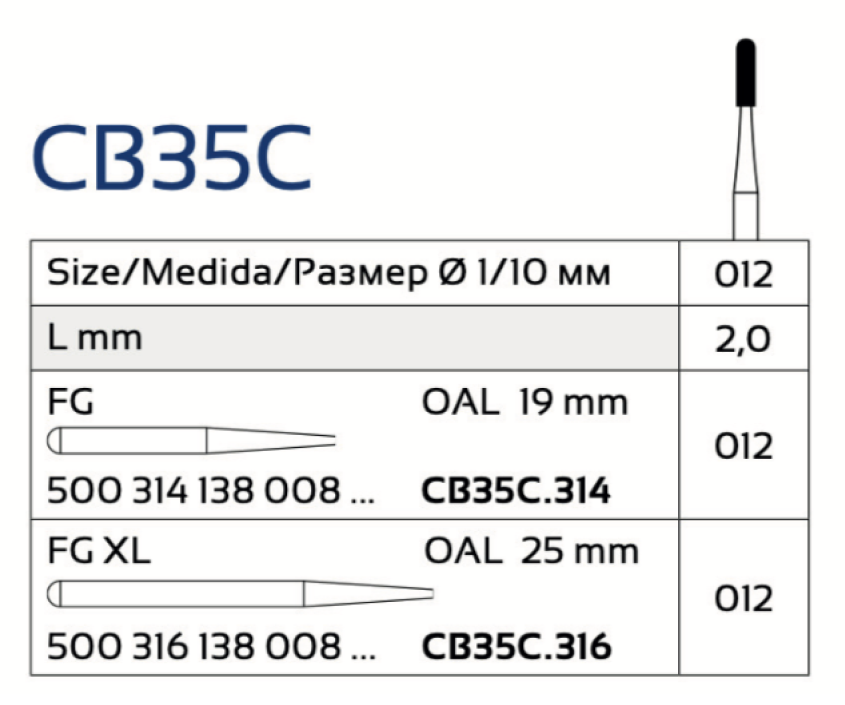 CB35C
Size/Medida/Размер Ø 1/10 мм 012
L mm 2,0
FG OAL 19 mm
012
500 314 138 008 ... CB35C.314
FG XL OAL 25 mm
012
500 316 138 008 ... CB35C.316